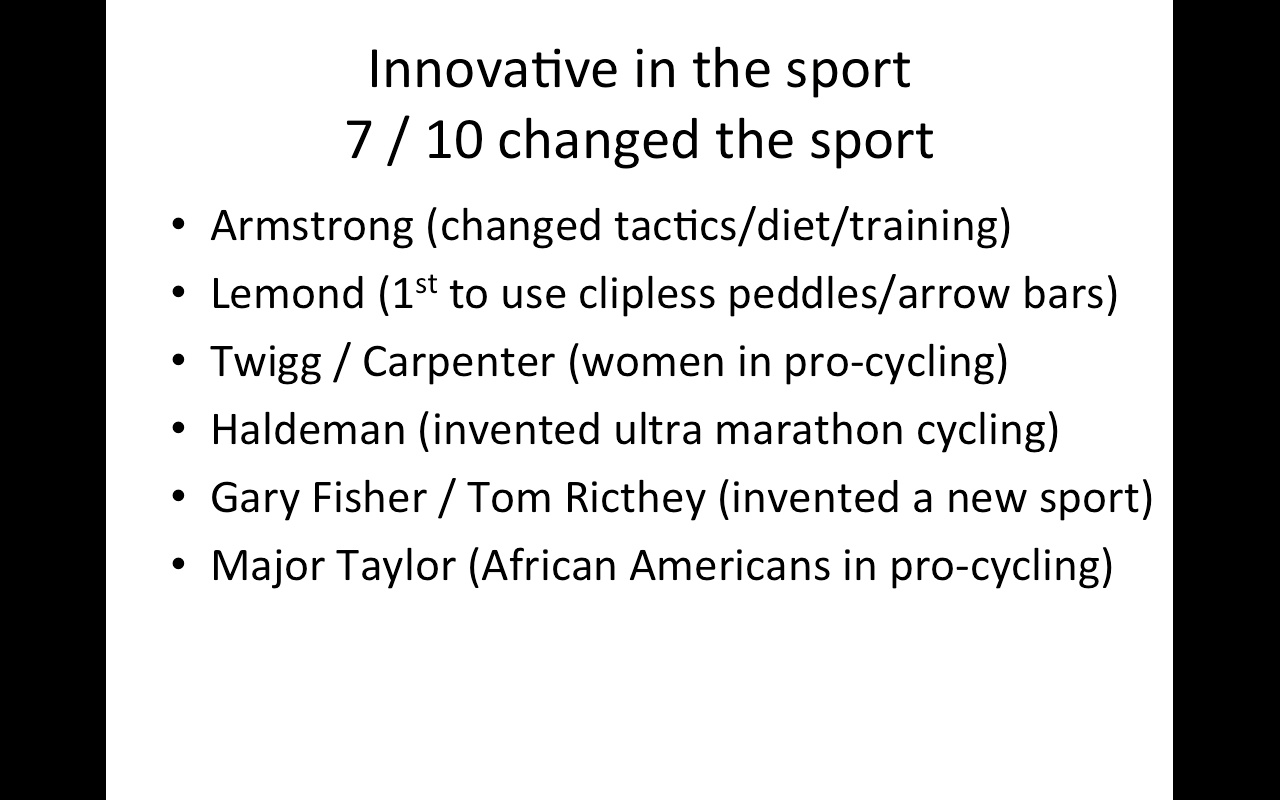 Innovative in the sport
7 / 10 changed the sport
• Armstrong (changed tactics/diet/training)
• Lemond (1st to use clipless peddles/arrow bars)
• Twigg / Carpenter (women in pro-cycling)
• Haldeman (invented ultra marathon cycling)
• Gary Fisher / Tom Ricthey (invented a new sport)
• Major Taylor (African Americans in pro-cycling)